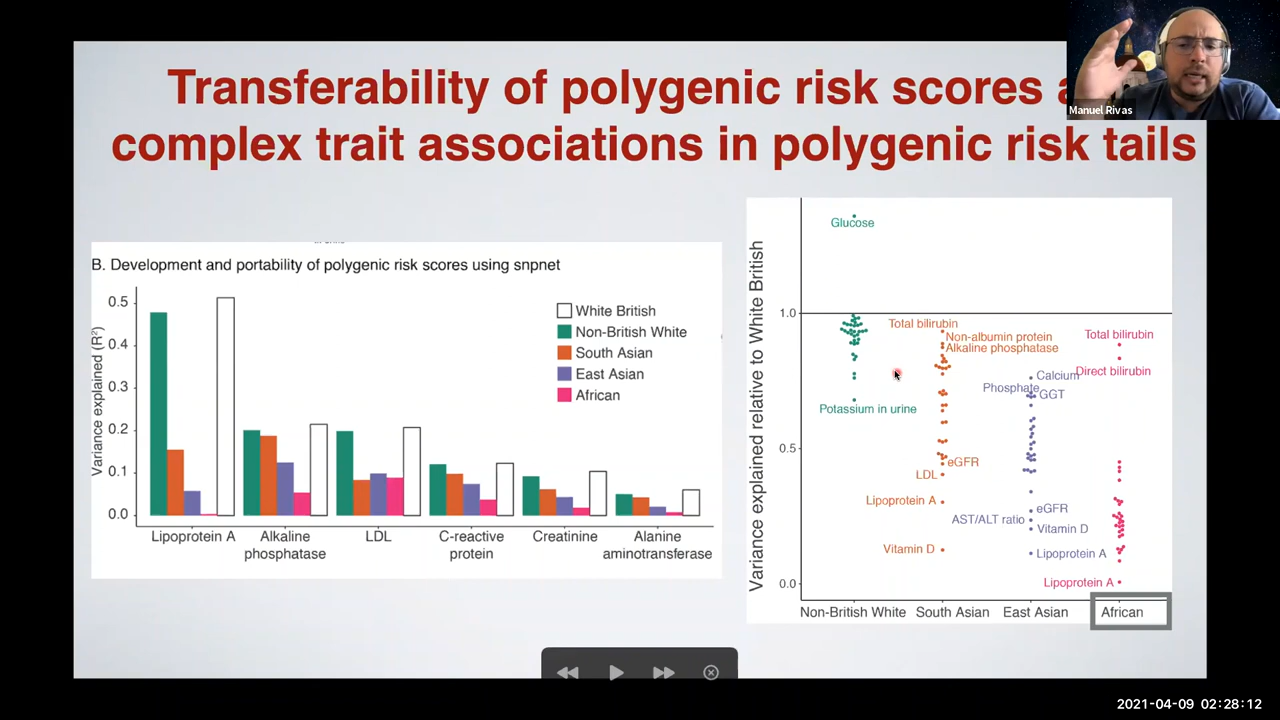 Transferability of polygenic risk scores a
complex trait associations in polygenic risk tails
Manuel Rivas
B. Development and portability of polygenic risk scores using snpnet
Variance explained (R²)
0.5
0.4
0.3
0.2
0.1
0.0
White British
Non-British White
South Asian
East Asian
African
Lipoprotein A
Alkaline
phosphatase
LDL
C-reactive
protein
Creatinine
Alanine
aminotransferase
Variance explained relative to White British
1.0
0.5
0.0
Glucose
Potassium in urine
Total bilirubin
Non-albumin protein
Alkaline phosphatase
eGFR
LDL
Lipoprotein A
Vitamin D
Calcium
Phosphate
GGT
eGFR
AST/ALT ratio
Vitamin D
Lipoprotein A
Total bilirubin
Direct bilirubin
Lipoprotein A
Non-British White
South Asian
East Asian
African
2021-04-09 02:28:12